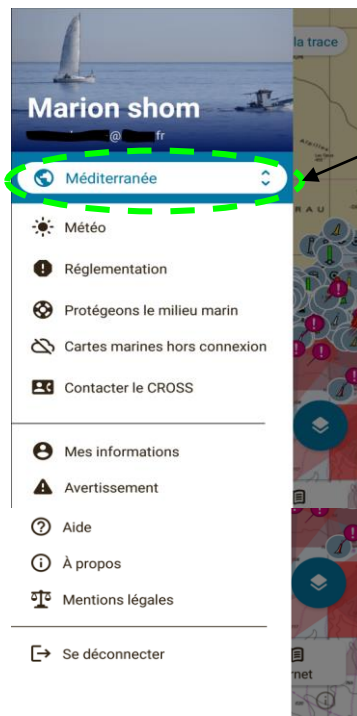 la trace
Marion shom
@ fr
Méditerranée
RAU
Météo
Réglementation
Protégeons le milieu marin
Cartes marines hors connexion
Contacter le CROSS
Mes informations
Avertissement
Aide
À propos
Mentions légales
Se déconnecter
net